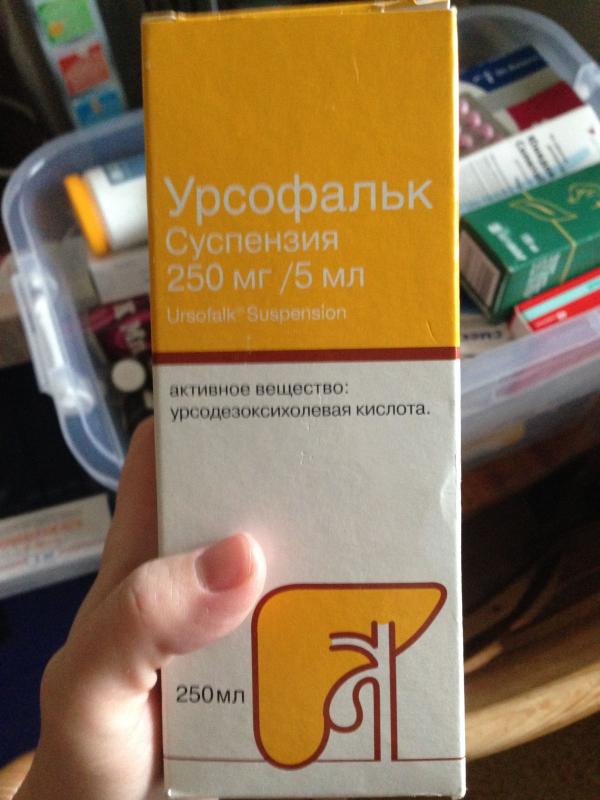 Урсофальк
Суспензия
250 мг /5 мл
Ursofalk® Suspension
активное вещество:
урсодезоксихолевая кислота.
250мл